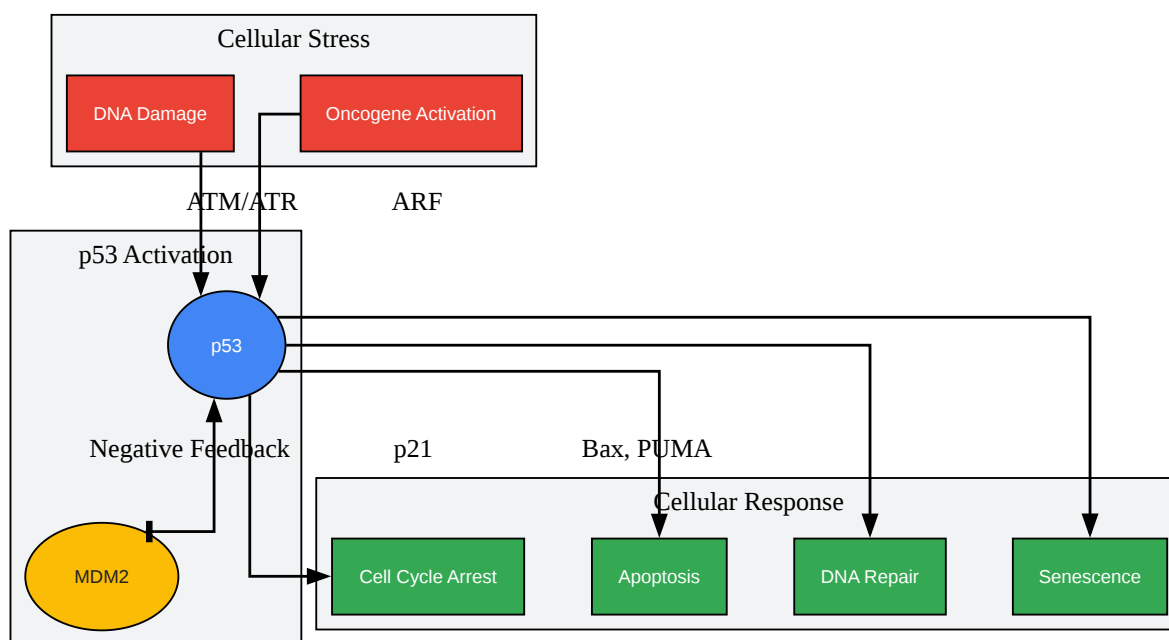 Cellular Stress
DNA Damage
Oncogene Activation
ATM/ATR
ARF
p53 Activation
p53
Negative Feedback
p21
Bax, PUMA
Cellular Response
MDM2
Cell Cycle Arrest
Apoptosis
DNA Repair
Senescence